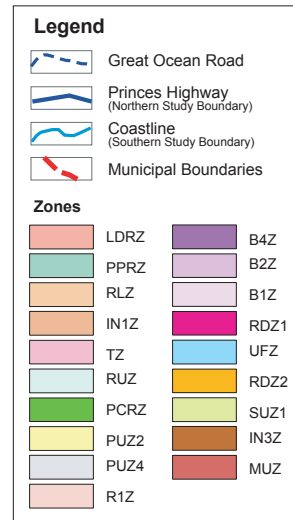 Legend
Great Ocean Road
Princes Highway
(Northern Study Boundary)
Coastline
(Southern Study Boundary)
Municipal Boundaries
Zones
LDRZ
PPRZ
RLZ
IN1Z
TZ
RUZ
PCRZ
PUZ2
PUZ4
R1Z
B4Z
B2Z
B1Z
RDZ1
UFZ
RDZ2
SUZ1
IN3Z
MUZ